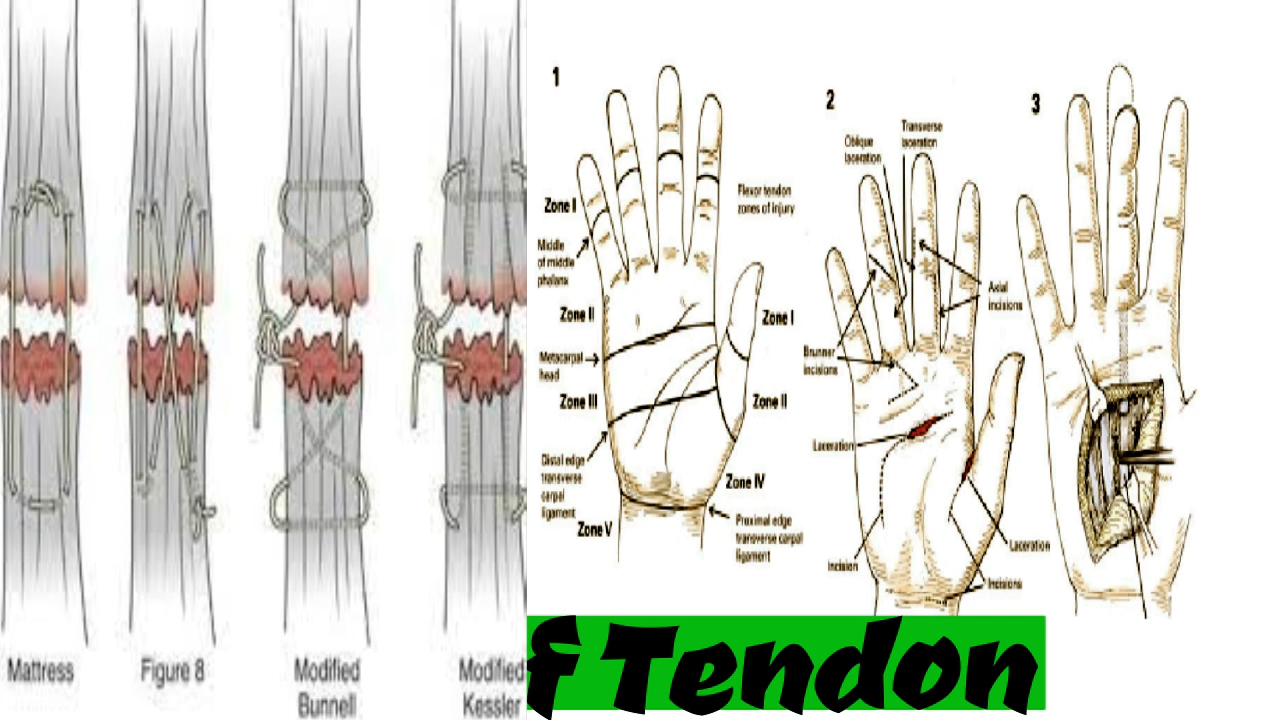 Mattress
Figure 8
Modified
Bunnell
Modified
Kessler
1
Zone I
Middle
of middle
phalanx
Zone II
Metacarpal
head
Zone III
Distal edge
transverse
carpal
ligament
Zone V
Flexor tendon
zones of injury
Zone I
Zone II
Zone IV
Proximal edge
transverse carpal
ligament
2
Oblique
laceration
Transverse
laceration
Axial
incisions
Brunner
incisions
Laceration
Incision
Laceration
Incisions
3
f Tendon